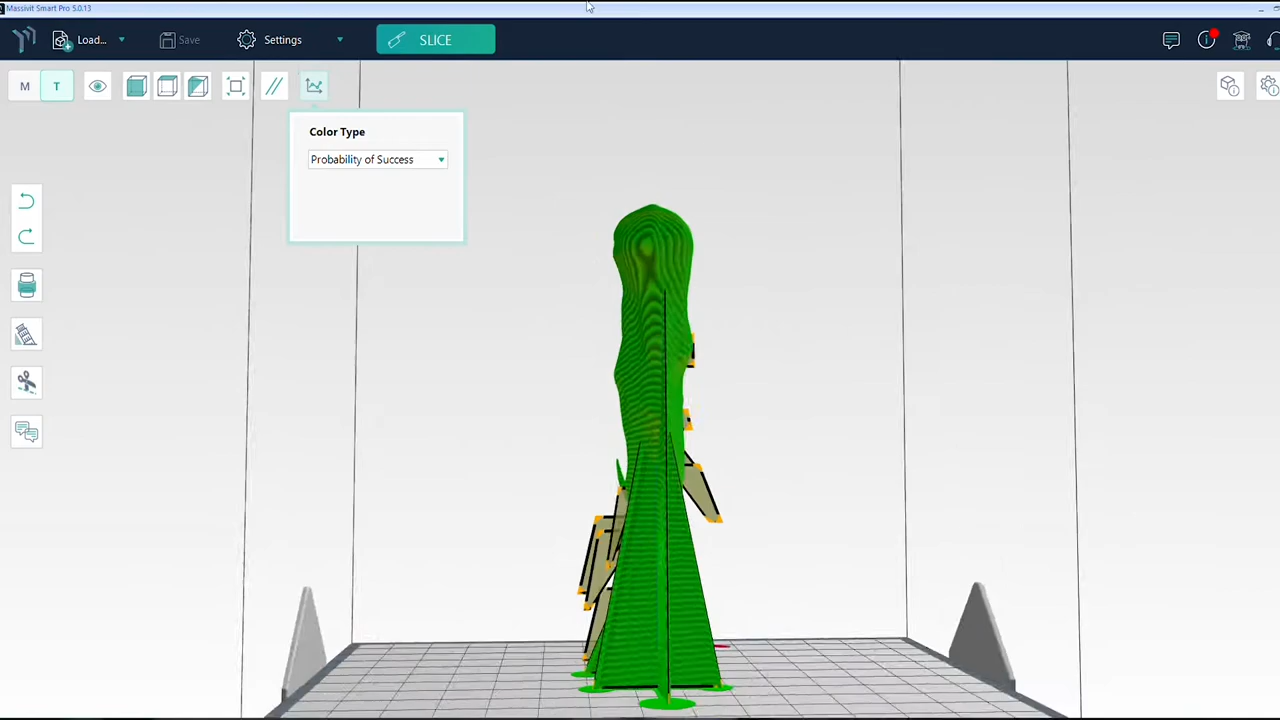 Massivit Smart Pro 5.0.13
Load...
Save
Settings
SLICE
M
T
Color Type
Probability of Success